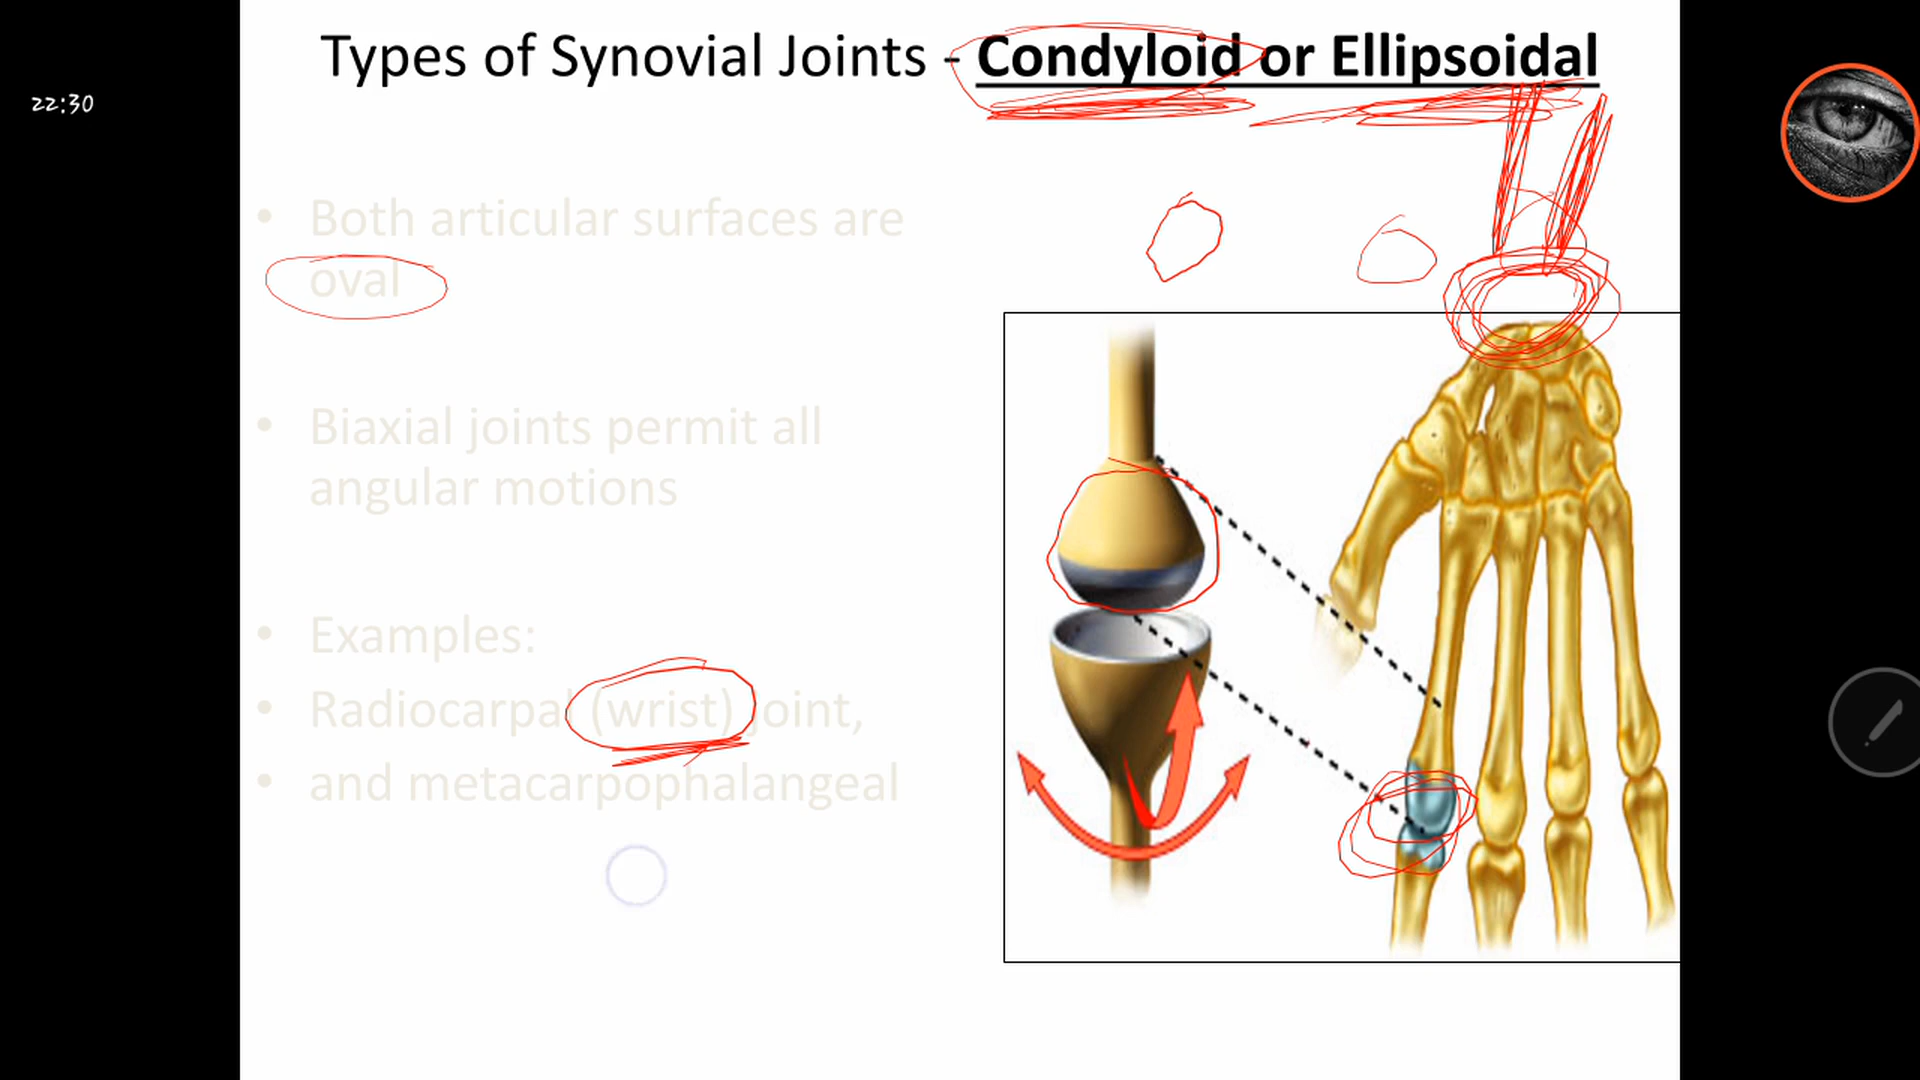 Types of Synovial Joints - Condyloid or Ellipsoidal
22:30
• Both articular surfaces are
oval
• Biaxial joints permit all
angular motions
• Examples:
• Radiocarpal (wrist) joint,
• and metacarpophalangeal